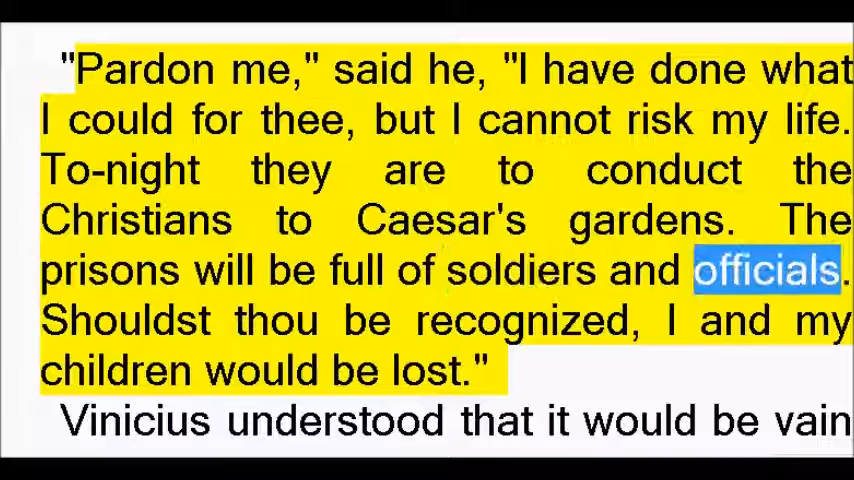 "Pardon me," said he, "I have done what
I could for thee, but I cannot risk my life.
To-night they are to conduct the
Christians to Caesar's gardens. The
prisons will be full of soldiers and officials.
Shouldst thou be recognized, I and my
children would be lost."
Vinicius understood that it would be vain